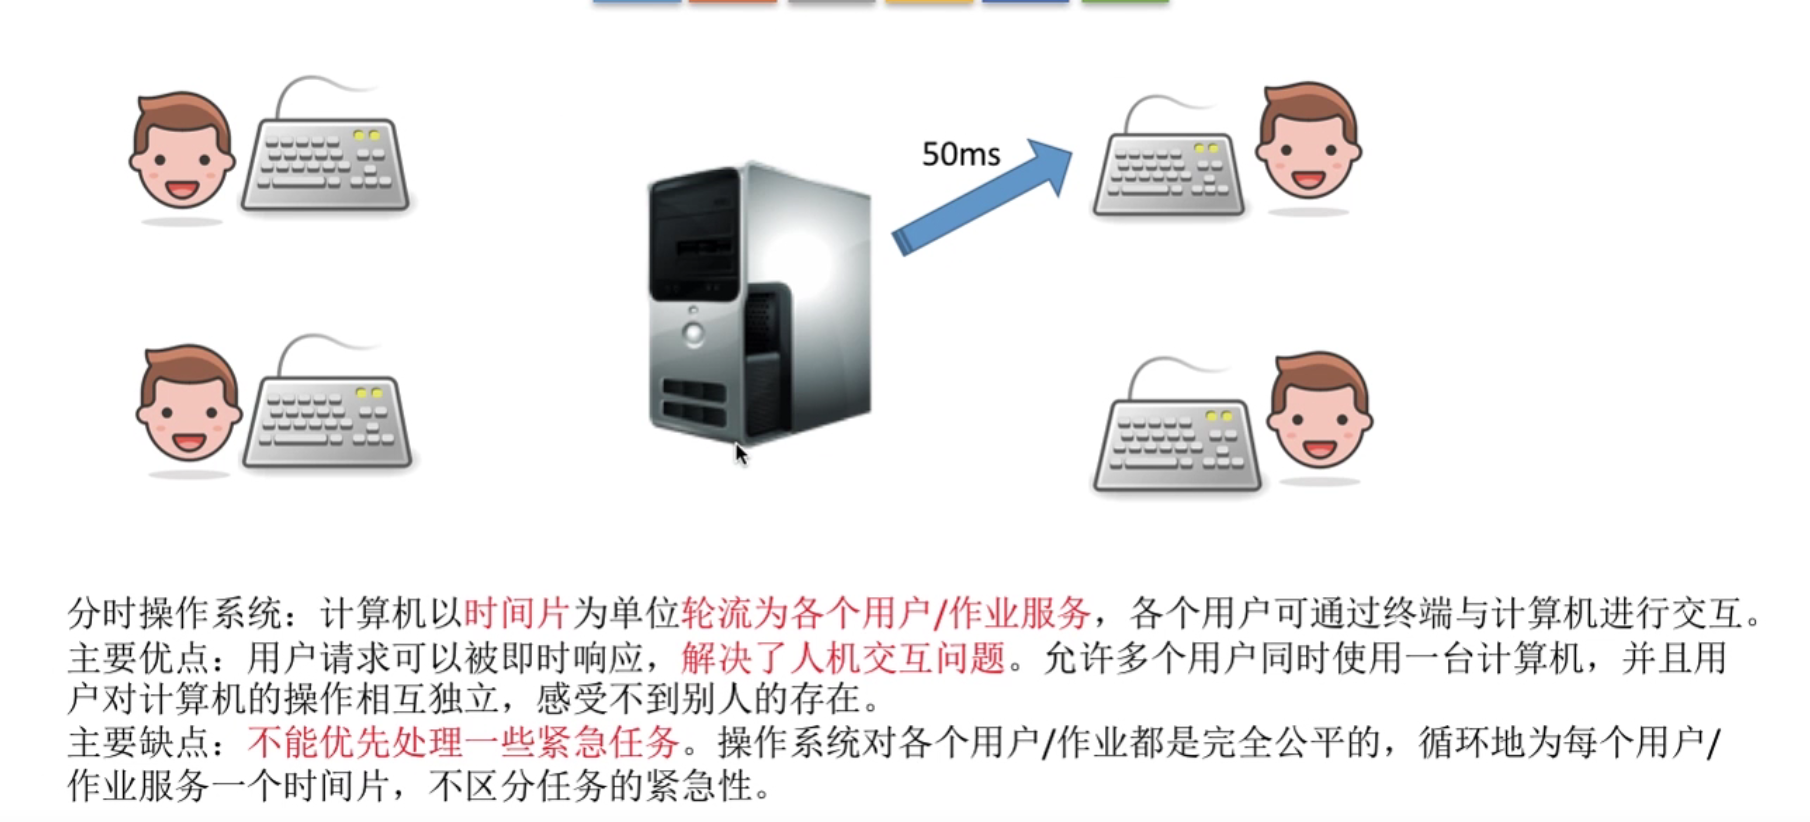 50ms
分时操作系统：计算机以时间片为单位轮流为各个用户/作业服务，各个用户可通过终端与计算机进行交互。
主要优点：用户请求可以被即时响应，解决了人机交互问题。允许多个用户同时使用一台计算机，并且用
户对计算机的操作相互独立，感受不到别人的存在。
主要缺点：不能优先处理一些紧急任务。操作系统对各个用户/作业都是完全公平的，循环地为每个用户/
作业服务一个时间片，不区分任务的紧急性。